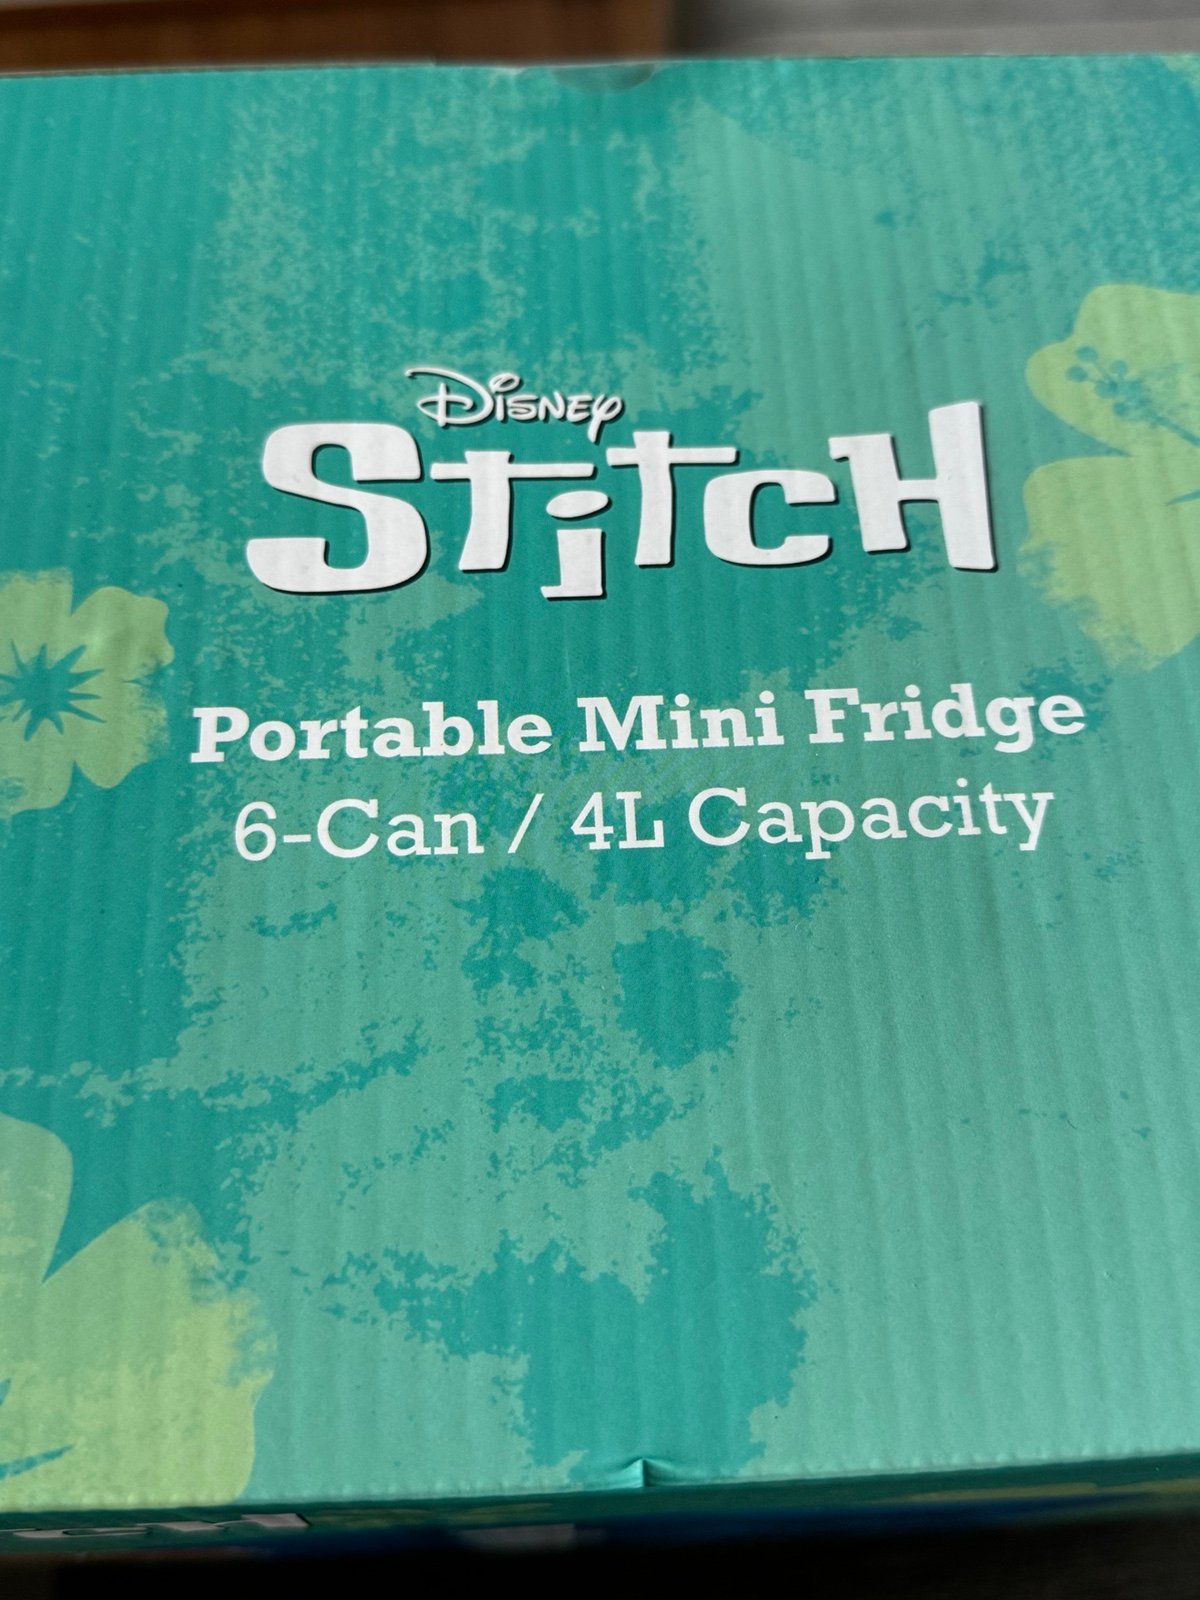 Disney
Stitch
Portable Mini Fridge
6-Can / 4L Capacity